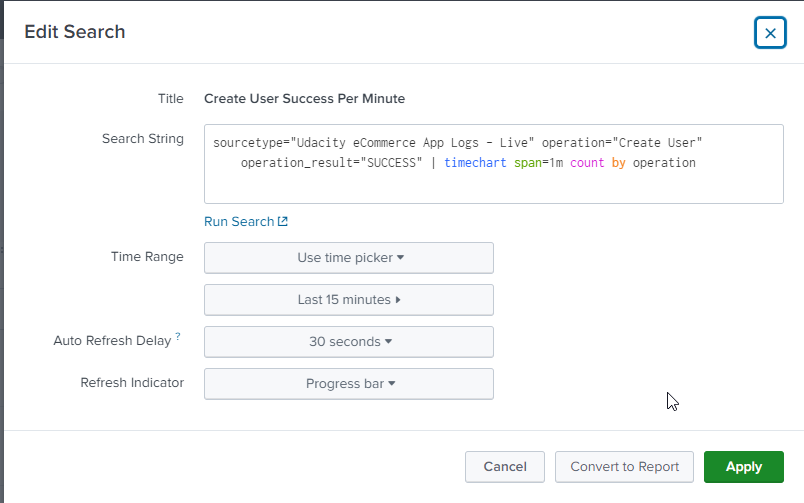 Edit Search
Title Create User Success Per Minute
Search String
sourcetype="Udacity eCommerce App Logs - Live" operation="Create User"
operation_result="SUCCESS" | timechart span=1m count by operation
Run Search
Time Range Use time picker
Last 15 minutes
Auto Refresh Delay ? 30 seconds
Refresh Indicator Progress bar
Cancel Convert to Report Apply